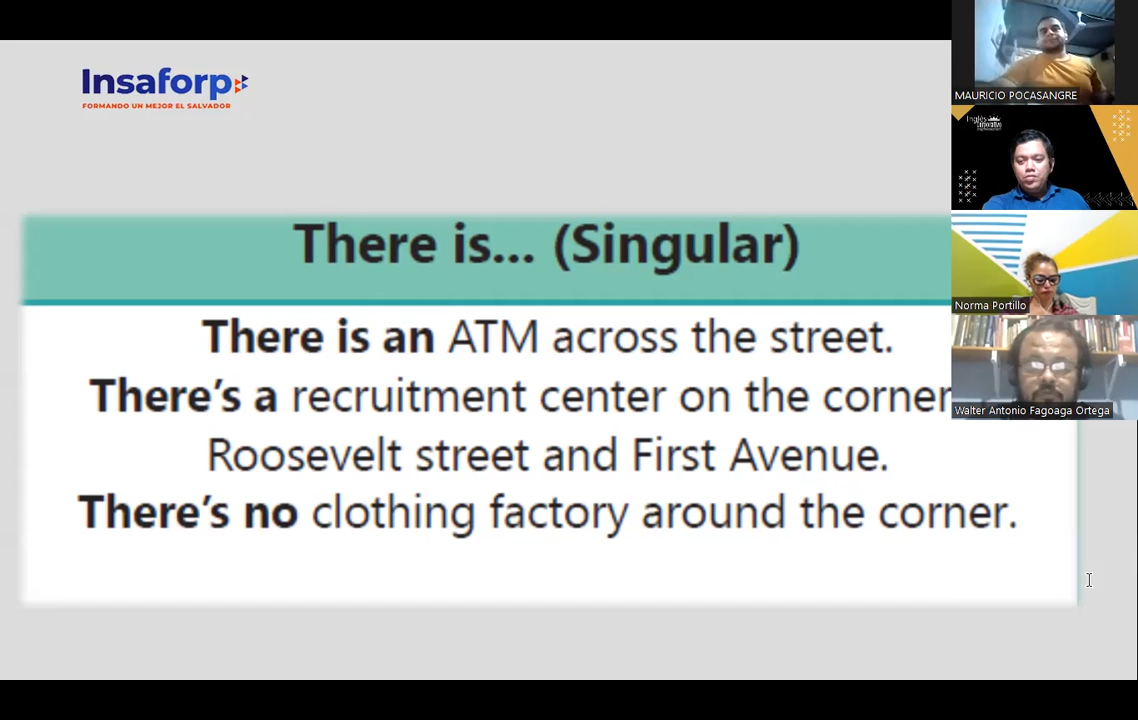 Insaforp
FORMANDO UN MEJOR EL SALVADOR
There is... (Singular)
There is an ATM across the street.
There's a recruitment center on the corner
Roosevelt street and First Avenue.
There's no clothing factory around the corner.
MAURICIO POCASANGRE
Inglés
Corporativo
Norma Portillo
Walter Antonio Fagoaga Ortega